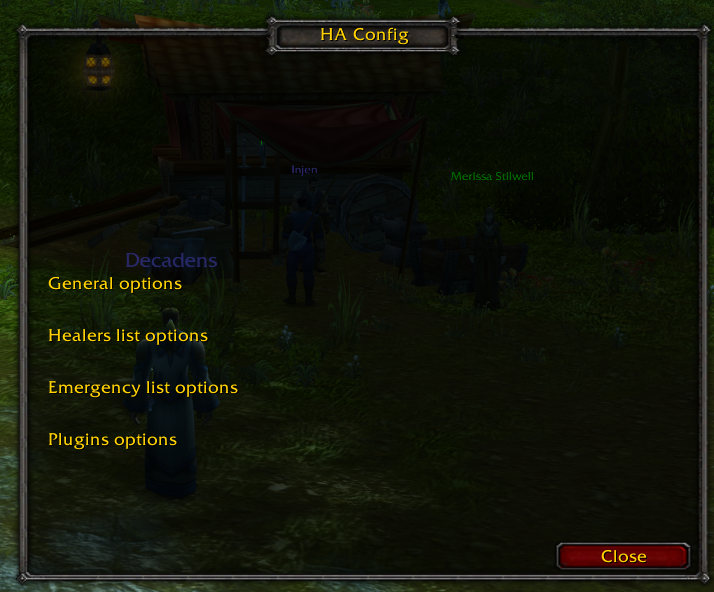 HA Config
Injen
Merissa Stilwell
Decadens
General options
Healers list options
Emergency list options
Plugins options
Close